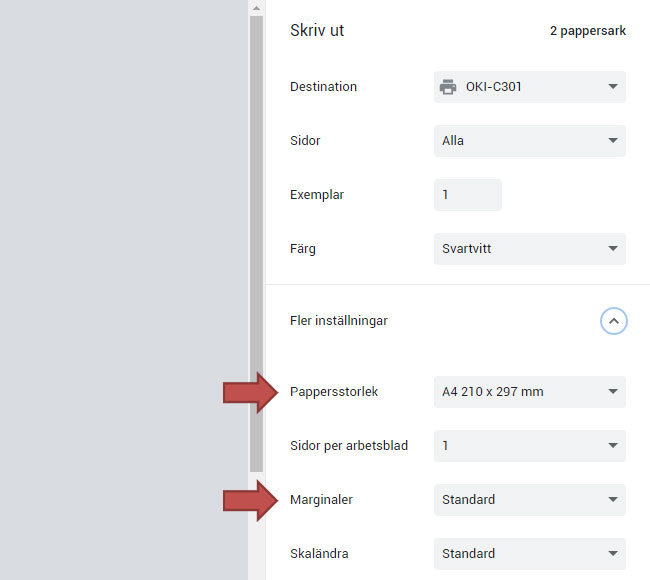 Skriv ut 2 pappersark
Destination OKI-C301
Sidor Alla
Exemplar 1
Färg Svartvitt
Fler inställningar
Pappersstorlek A4 210 x 297 mm
Sidor per arbetsblad 1
Marginaler Standard
Skaländra Standard